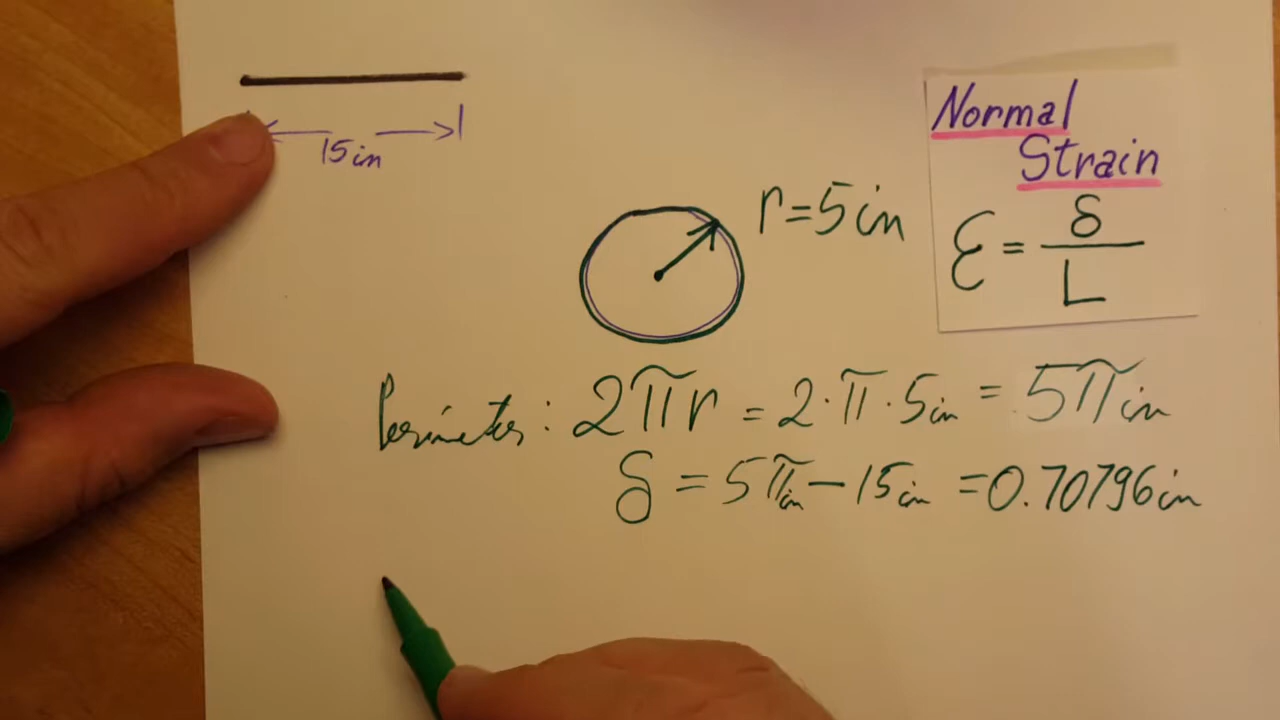 15in
r=5in
Normal
Strain
ε = δ/L
Perimeter: 2πr = 2·π·5in = 5πin
δ = 5πin − 15in = 0.70796in